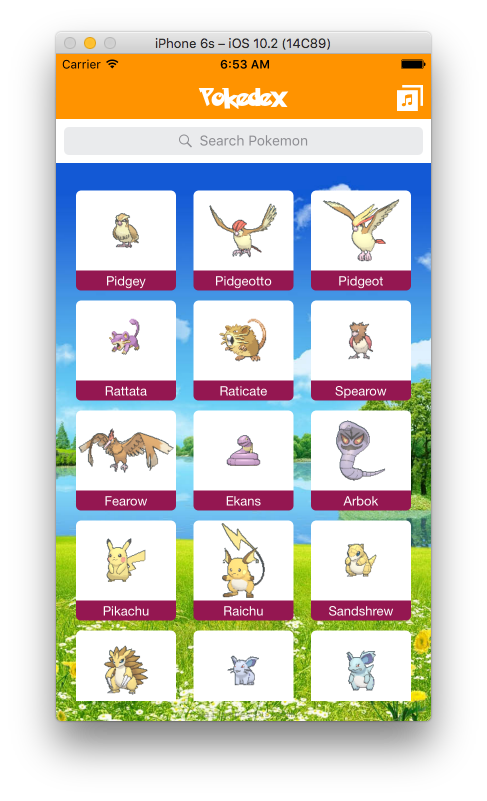 iPhone 6s – iOS 10.2 (14C89)
Carrier 6:53 AM
Pokedex
Search Pokemon
Pidgey Pidgeotto Pidgeot
Rattata Raticate Spearow
Fearow Ekans Arbok
Pikachu Raichu Sandshrew